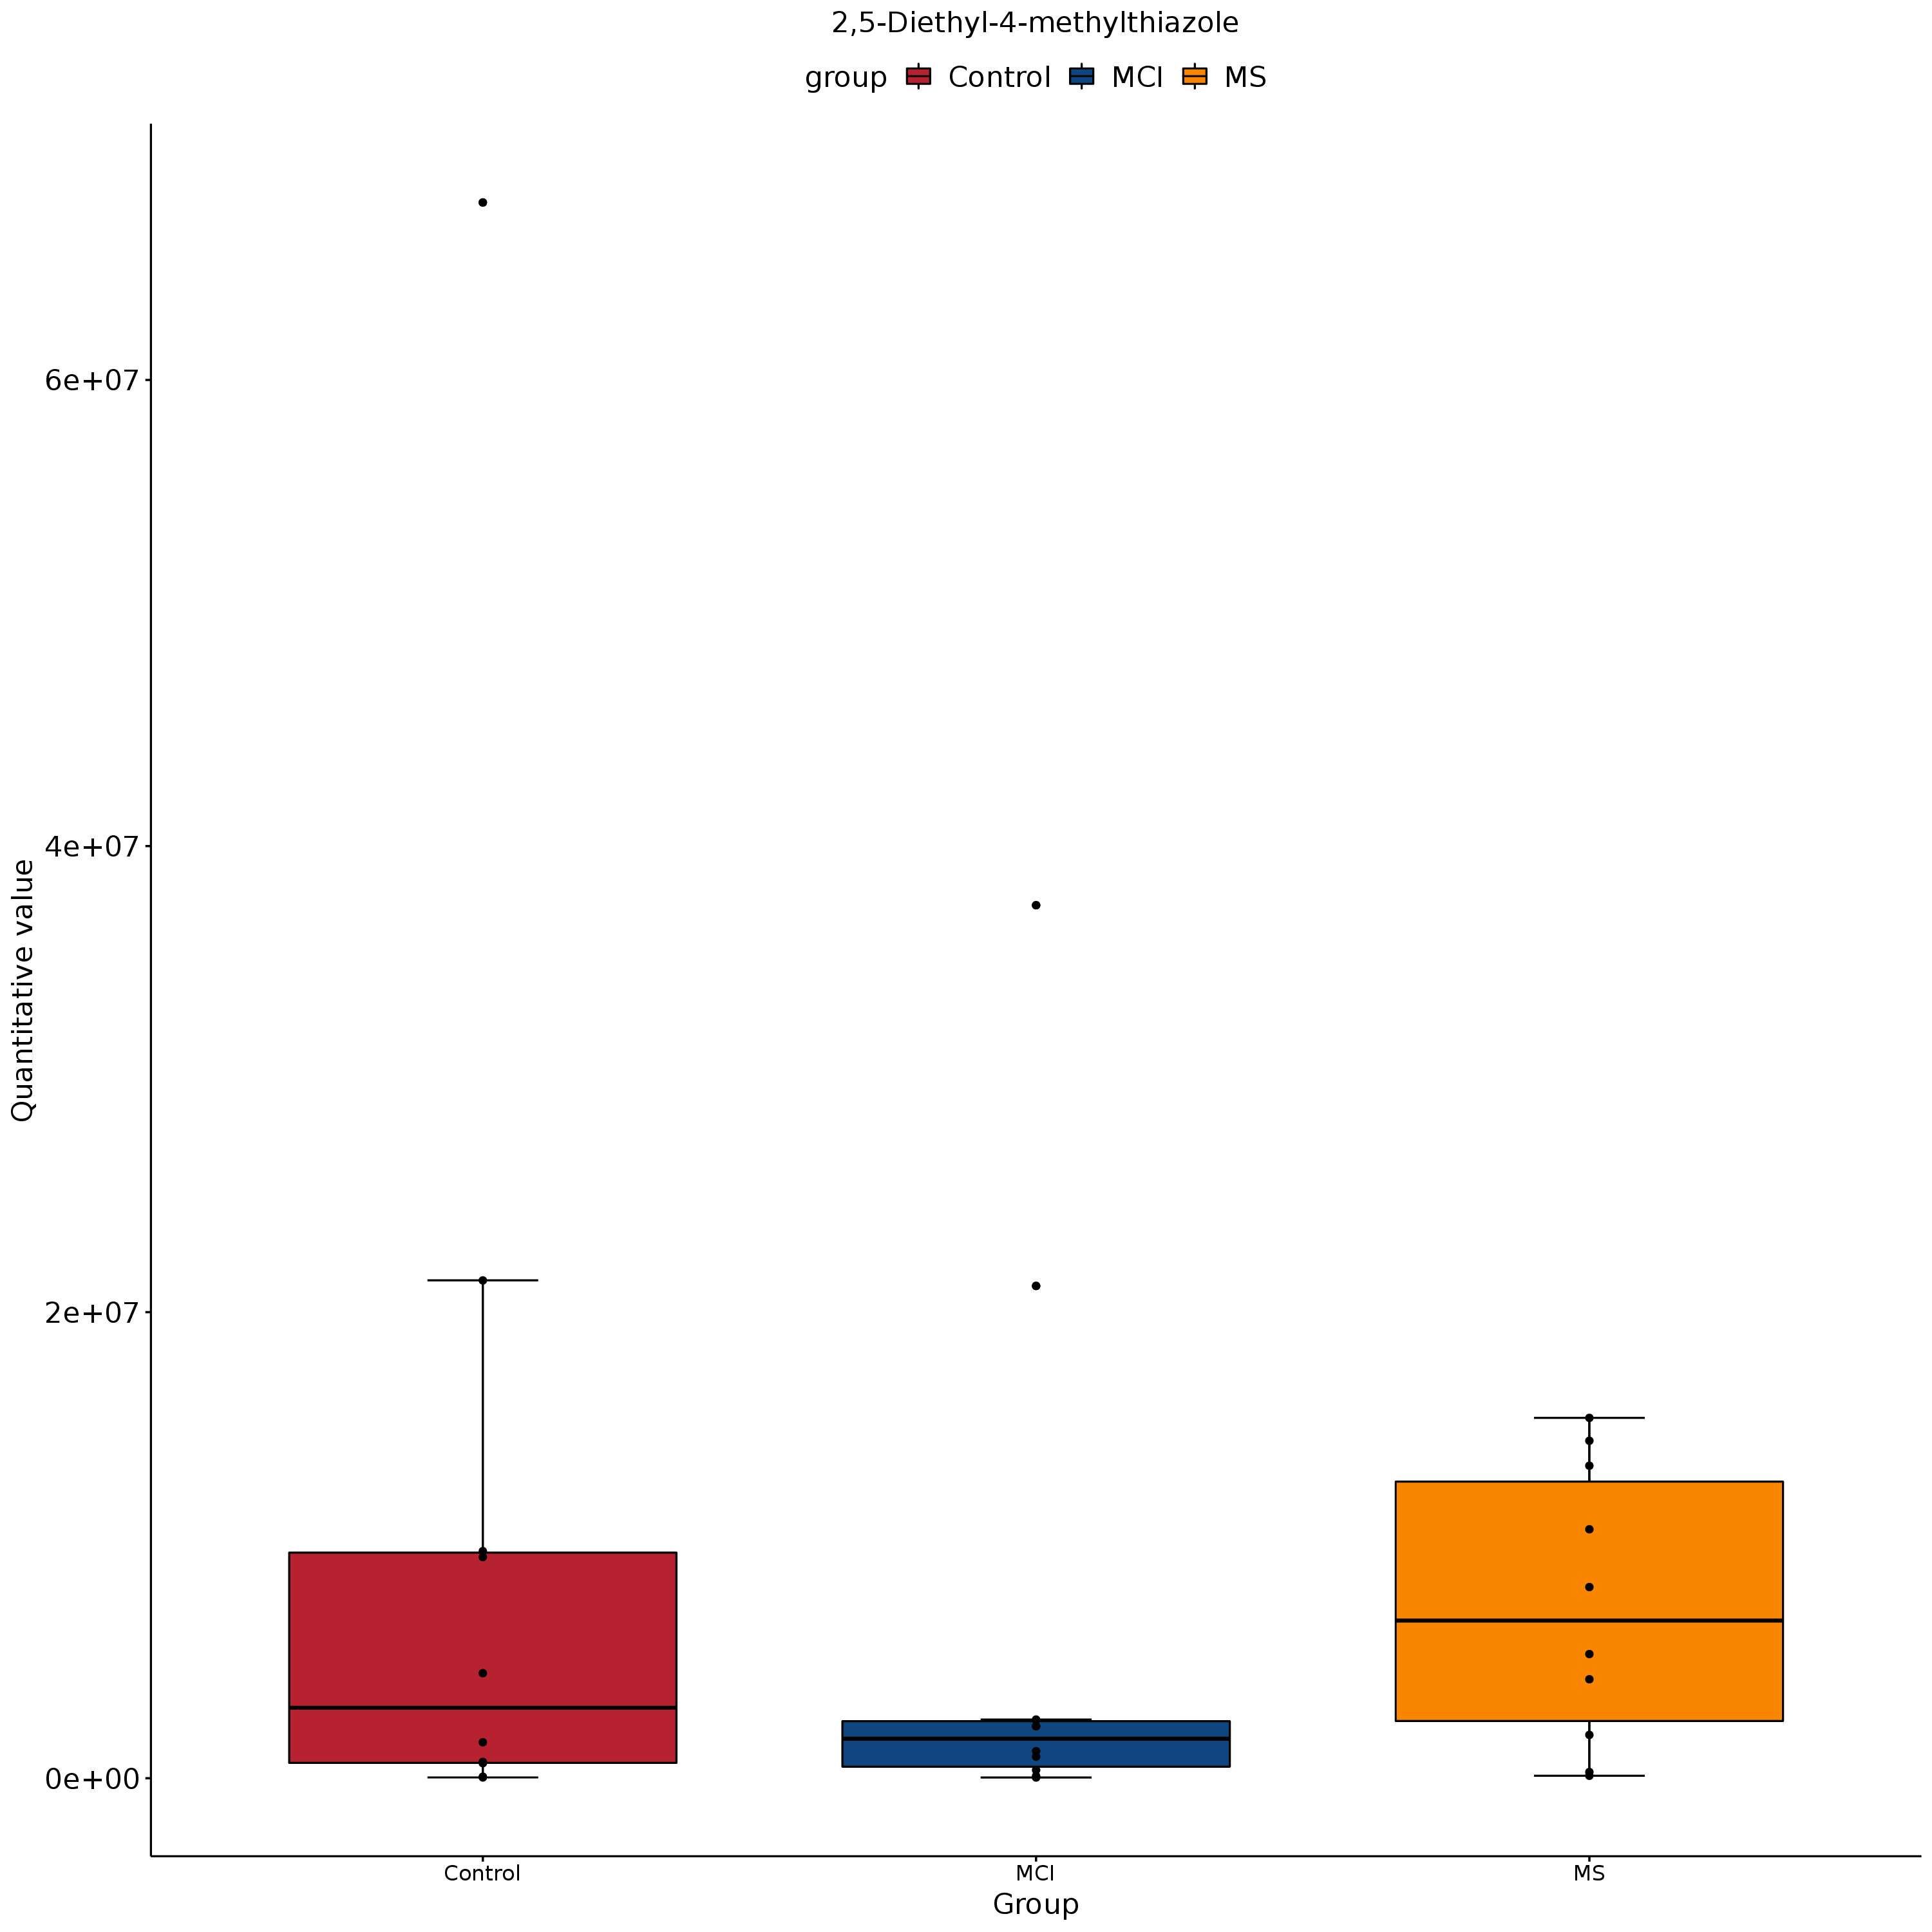 2,5-Diethyl-4-methylthiazole
group Control MCI MS
Quantitative value
6e+07
4e+07
2e+07
0e+00
Control MCI MS
Group